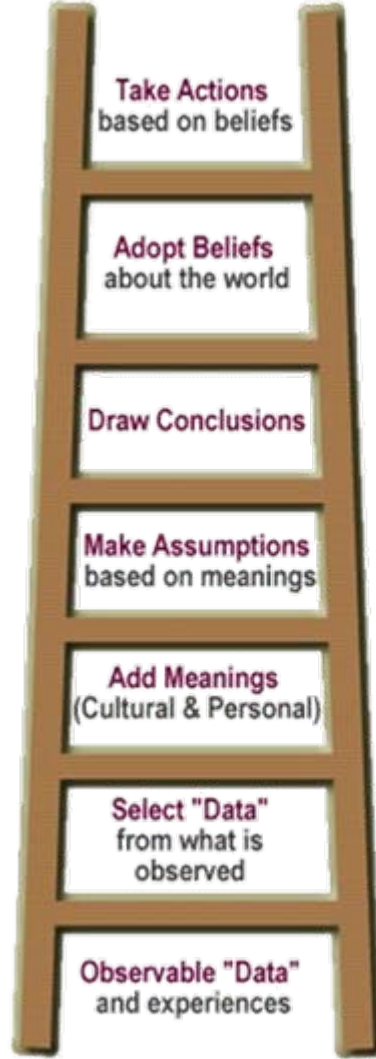 Take Actions
based on beliefs
Adopt Beliefs
about the world
Draw Conclusions
Make Assumptions
based on meanings
Add Meanings
(Cultural & Personal)
Select "Data"
from what is
observed
Observable "Data"
and experiences